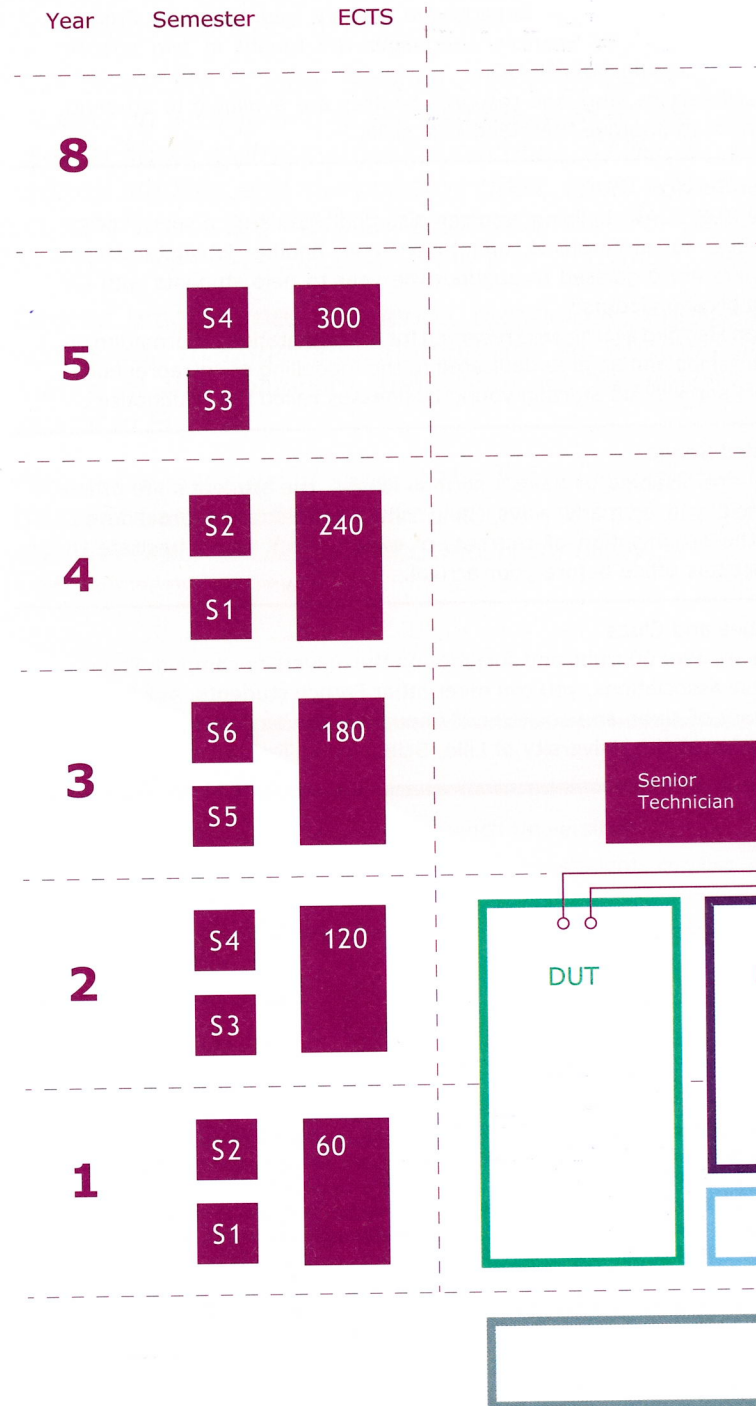 Year Semester ECTS
8
S4 300
5
S3
S2 240
4
S1
S6 180
3
Senior
Technician
S5
S4 120
2
DUT
S3
S2 60
1
S1